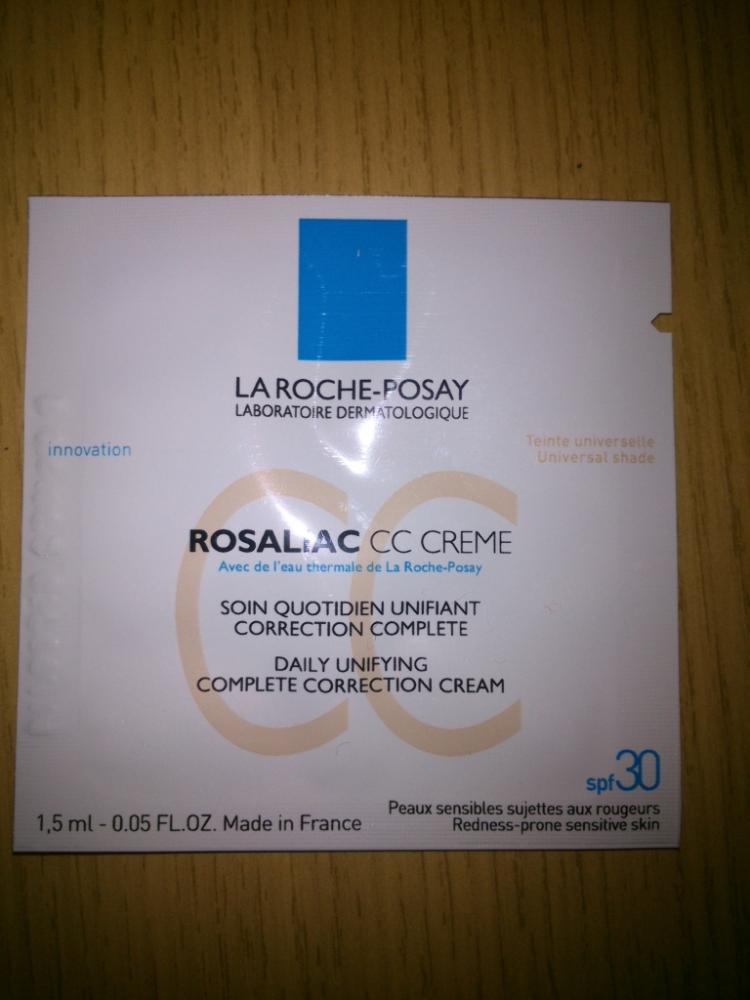 LA ROCHE-POSAY
LABORATOIRE DERMATOLOGIQUE
innovation
Teinte universelle
Universal shade
CC
ROSALIAC CC CREME
Avec de l'eau thermale de La Roche-Posay
SOIN QUOTIDIEN UNIFIANT
CORRECTION COMPLETE
DAILY UNIFYING
COMPLETE CORRECTION CREAM
spf30
1,5 ml - 0.05 FL.OZ. Made in France
Peaux sensibles sujettes aux rougeurs
Redness-prone sensitive skin